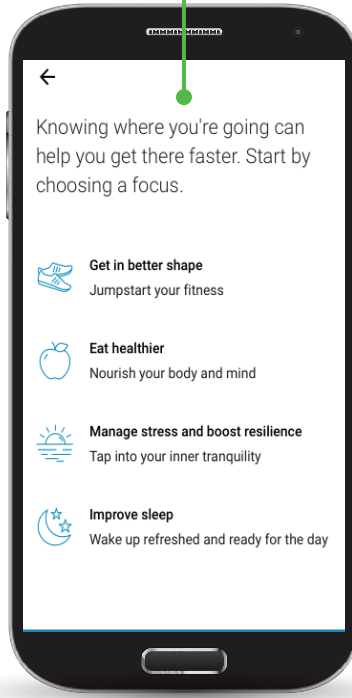 Knowing where you're going can
help you get there faster. Start by
choosing a focus.
Get in better shape
Jumpstart your fitness
Eat healthier
Nourish your body and mind
Manage stress and boost resilience
Tap into your inner tranquility
Improve sleep
Wake up refreshed and ready for the day